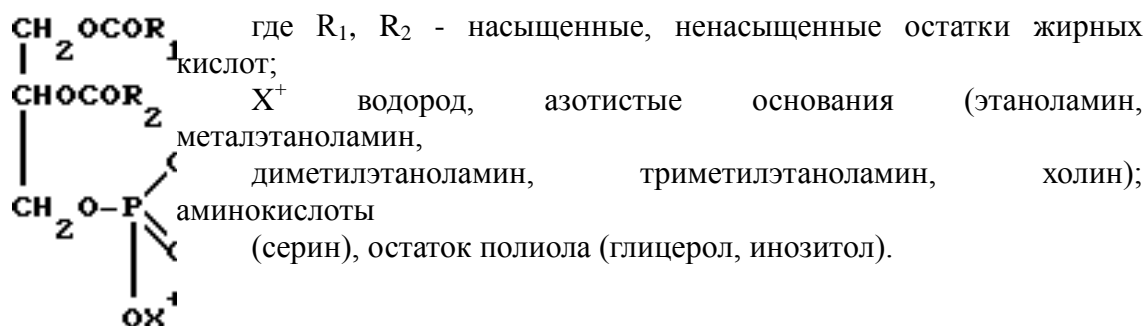 CH₂OCOR₁ где R₁, R₂ - насыщенные, ненасыщенные остатки жирных
кислот;
CHOCOR₂ X⁺ водород, азотистые основания (этаноламин,
металэтаноламин,
диметилэтаноламин, триметилэтаноламин, холин);
CH₂O–P аминокислоты
(серин), остаток полиола (глицерол, инозитол).
OX⁺